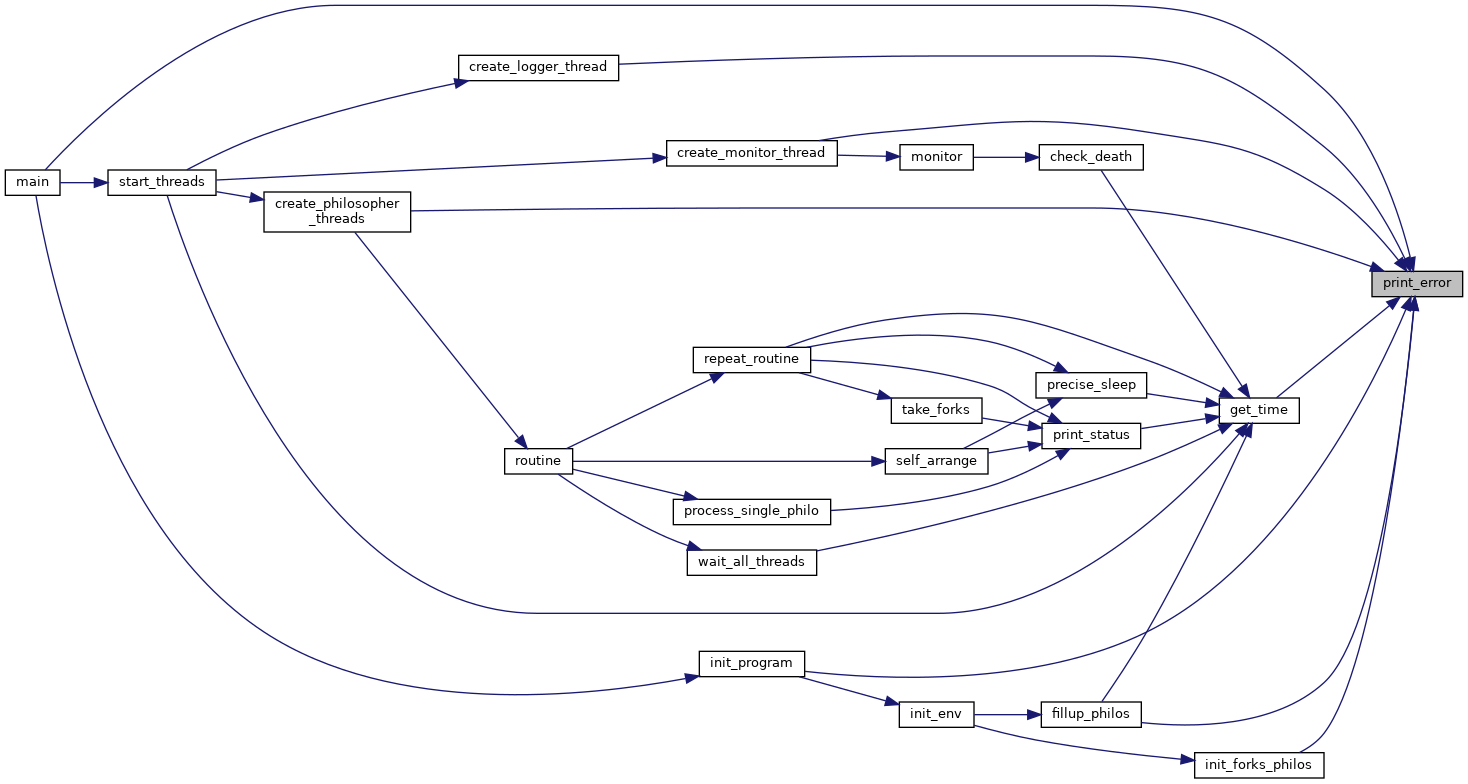 create_logger_thread
create_monitor_thread
monitor
check_death
main
start_threads
create_philosopher
_threads
print_error
repeat_routine
precise_sleep
take_forks
get_time
print_status
routine
self_arrange
process_single_philo
wait_all_threads
init_program
init_env
fillup_philos
init_forks_philos